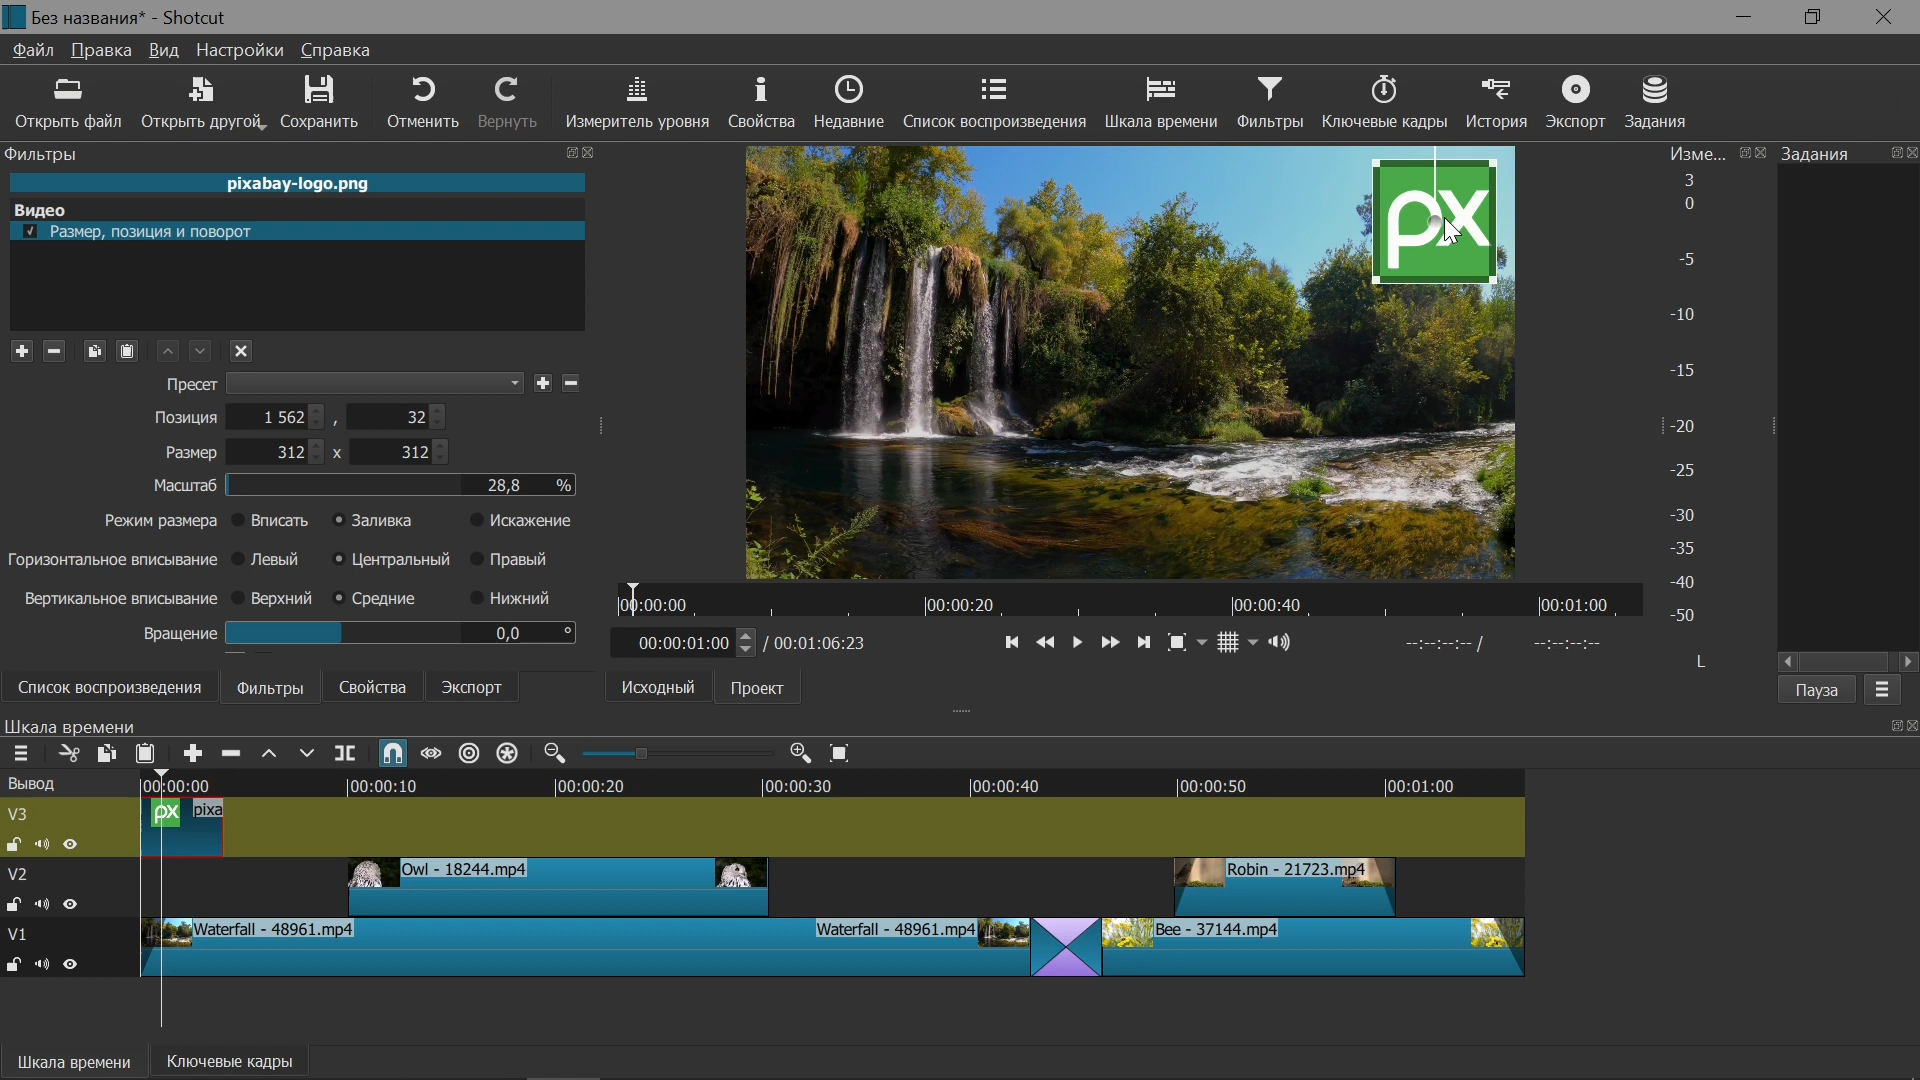 Без названия* - Shotcut
Файл Правка Вид Настройки Справка
Открыть файл Открыть другой Сохранить Отменить Вернуть Измеритель уровня Свойства Недавние Список воспроизведения Шкала времени Фильтры Ключевые кадры История Экспорт Задания
Фильтры
pixabay-logo.png
Видео
Размер, позиция и поворот
Пресет
Позиция 1 562 , 32
Размер 312 x 312
Масштаб 28,8 %
Режим размера Вписать Заливка Искажение
Горизонтальное вписывание Левый Центральный Правый
Вертикальное вписывание Верхний Средние Нижний
Вращение 0,0 °
Список воспроизведения Фильтры Свойства Экспорт
px
00:00:00 00:00:20 00:00:40 00:01:00
00:00:01:00 / 00:01:06:23 --:--:--:-- / --:--:--:--
Исходный Проект
Изме...
3
0
-5
-10
-15
-20
-25
-30
-35
-40
-50
L
Задания
Пауза
Шкала времени
Вывод 00:00:00 00:00:10 00:00:20 00:00:30 00:00:40 00:00:50 00:01:00
V3 px pixa
V2 Owl - 18244.mp4 Robin - 21723.mp4
V1 Waterfall - 48961.mp4 Waterfall - 48961.mp4 Bee - 37144.mp4
Шкала времени Ключевые кадры